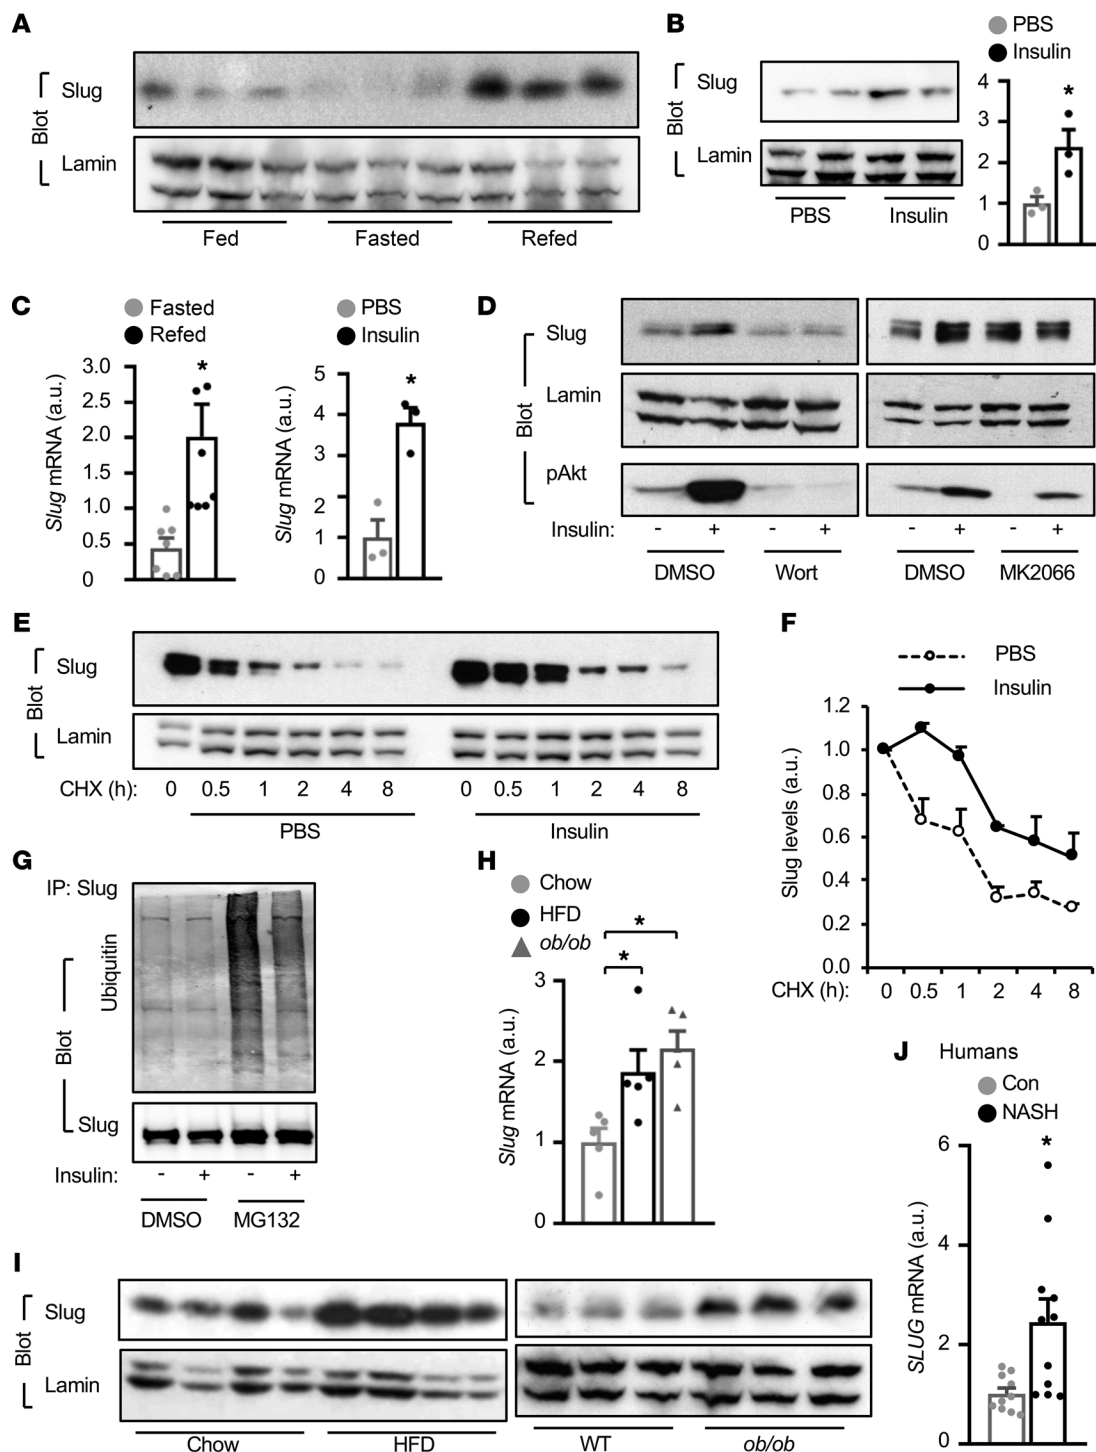 A
Blot
Slug
Lamin
Fed Fasted Refed
B
PBS
Insulin
Blot
Slug
Lamin
PBS Insulin
4
3
2
1
0
*
C
Fasted
Refed
Slug mRNA (a.u.)
3.0
2.5
2.0
1.5
1.0
0.5
0
*
PBS
Insulin
Slug mRNA (a.u.)
5
4
3
2
1
0
*
D
Blot
Slug
Lamin
pAkt
Insulin: - + - + - + - +
DMSO Wort DMSO MK2066
E
Blot
Slug
Lamin
CHX (h): 0 0.5 1 2 4 8 0 0.5 1 2 4 8
PBS Insulin
F
PBS
Insulin
Slug levels (a.u.)
1.2
1.0
0.8
0.6
0.4
0.2
0.0
CHX (h): 0 0.5 1 2 4 8
G
IP: Slug
Blot
Ubiquitin
Slug
Insulin: - + - +
DMSO MG132
H
Chow
HFD
ob/ob
*
*
Slug mRNA (a.u.)
3
2
1
0
I
Blot
Slug
Lamin
Chow HFD WT ob/ob
J Humans
Con
NASH
SLUG mRNA (a.u.)
6
4
2
0
*